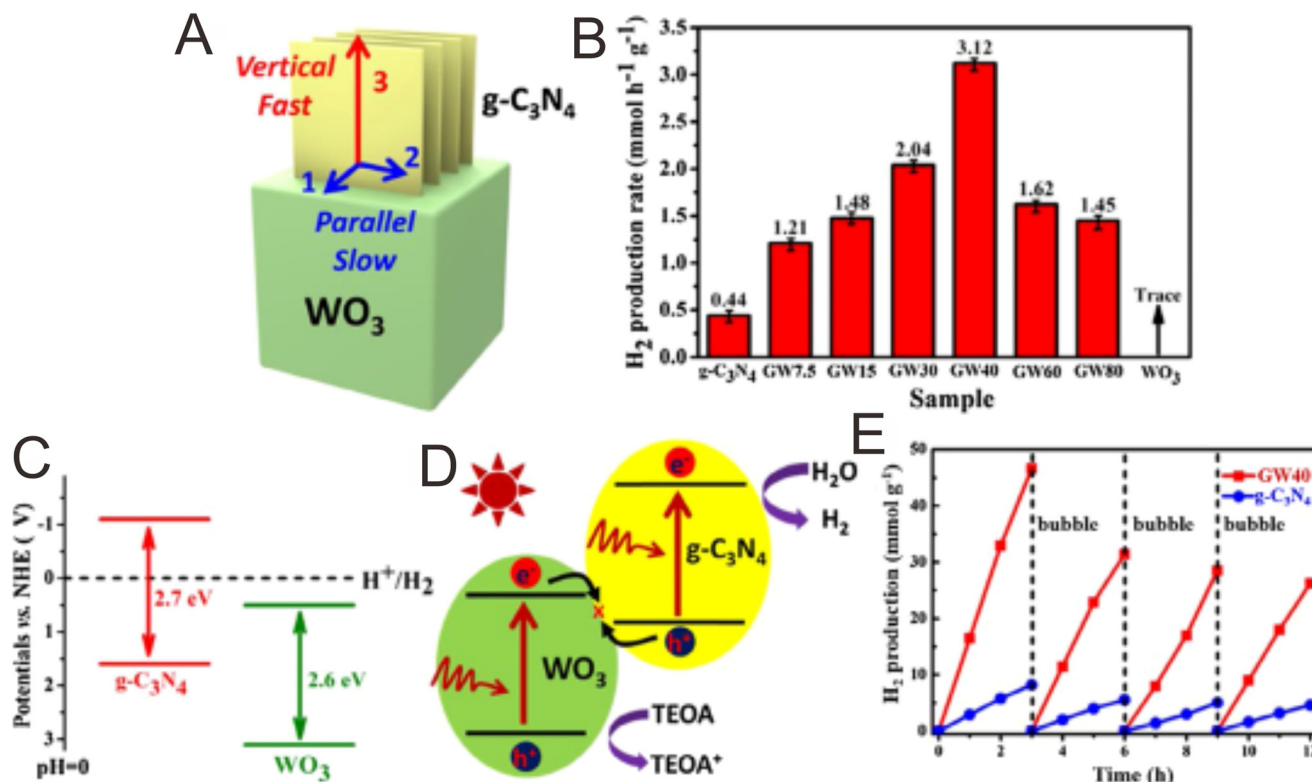 A
Vertical
Fast
3
g-C₃N₄
1
2
Parallel
Slow
WO₃
B
H₂ production rate (mmol h⁻¹ g⁻¹)
3.5
3.0
2.5
2.0
1.5
1.0
0.5
0.0
0.44
1.21
1.48
2.04
3.12
1.62
1.45
Trace
g-C₃N₄ GW7.5 GW15 GW30 GW40 GW60 GW80 WO₃
Sample
C
Potentials vs. NHE ( V)
-1
0
1
2
3
pH=0
H⁺/H₂
2.7 eV
g-C₃N₄
2.6 eV
WO₃
D
e⁻
H₂O
H₂
g-C₃N₄
e⁻
x
h⁺
WO₃
TEOA
h⁺
TEOA⁺
E
H₂ production (mmol g⁻¹)
50
40
30
20
10
0
GW40
g-C₃N₄
bubble bubble bubble
0 2 4 6 8 10 12
Time (h)